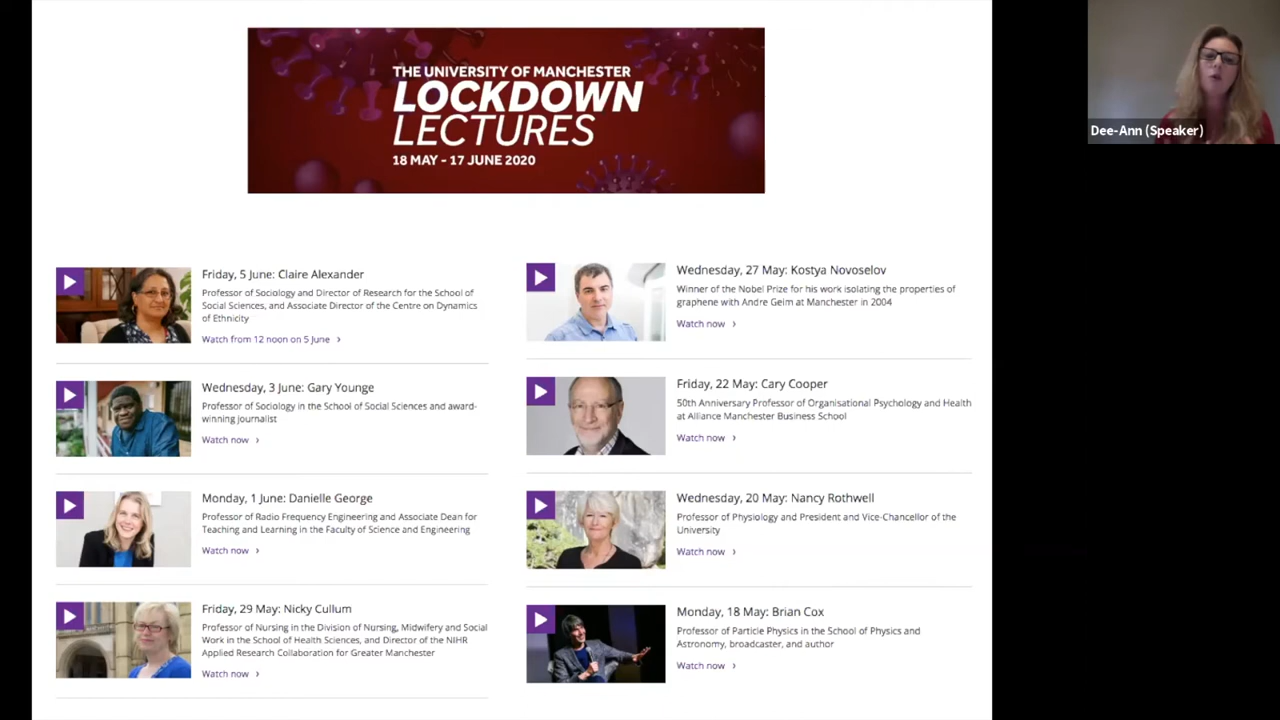 THE UNIVERSITY OF MANCHESTER
LOCKDOWN
LECTURES
18 MAY - 17 JUNE 2020
Dee-Ann (Speaker)
Friday, 5 June: Claire Alexander
Professor of Sociology and Director of Research for the School of
Social Sciences, and Associate Director of the Centre on Dynamics
of Ethnicity
Watch from 12 noon on 5 June ›
Wednesday, 3 June: Gary Younge
Professor of Sociology in the School of Social Sciences and award-
winning journalist
Watch now ›
Monday, 1 June: Danielle George
Professor of Radio Frequency Engineering and Associate Dean for
Teaching and Learning in the Faculty of Science and Engineering
Watch now ›
Friday, 29 May: Nicky Cullum
Professor of Nursing in the Division of Nursing, Midwifery and Social
Work in the School of Health Sciences, and Director of the NIHR
Applied Research Collaboration for Greater Manchester
Watch now ›
Wednesday, 27 May: Kostya Novoselov
Winner of the Nobel Prize for his work isolating the properties of
graphene with Andre Geim at Manchester in 2004
Watch now ›
Friday, 22 May: Cary Cooper
50th Anniversary Professor of Organisational Psychology and Health
at Alliance Manchester Business School
Watch now ›
Wednesday, 20 May: Nancy Rothwell
Professor of Physiology and President and Vice-Chancellor of the
University
Watch now ›
Monday, 18 May: Brian Cox
Professor of Particle Physics in the School of Physics and
Astronomy, broadcaster, and author
Watch now ›